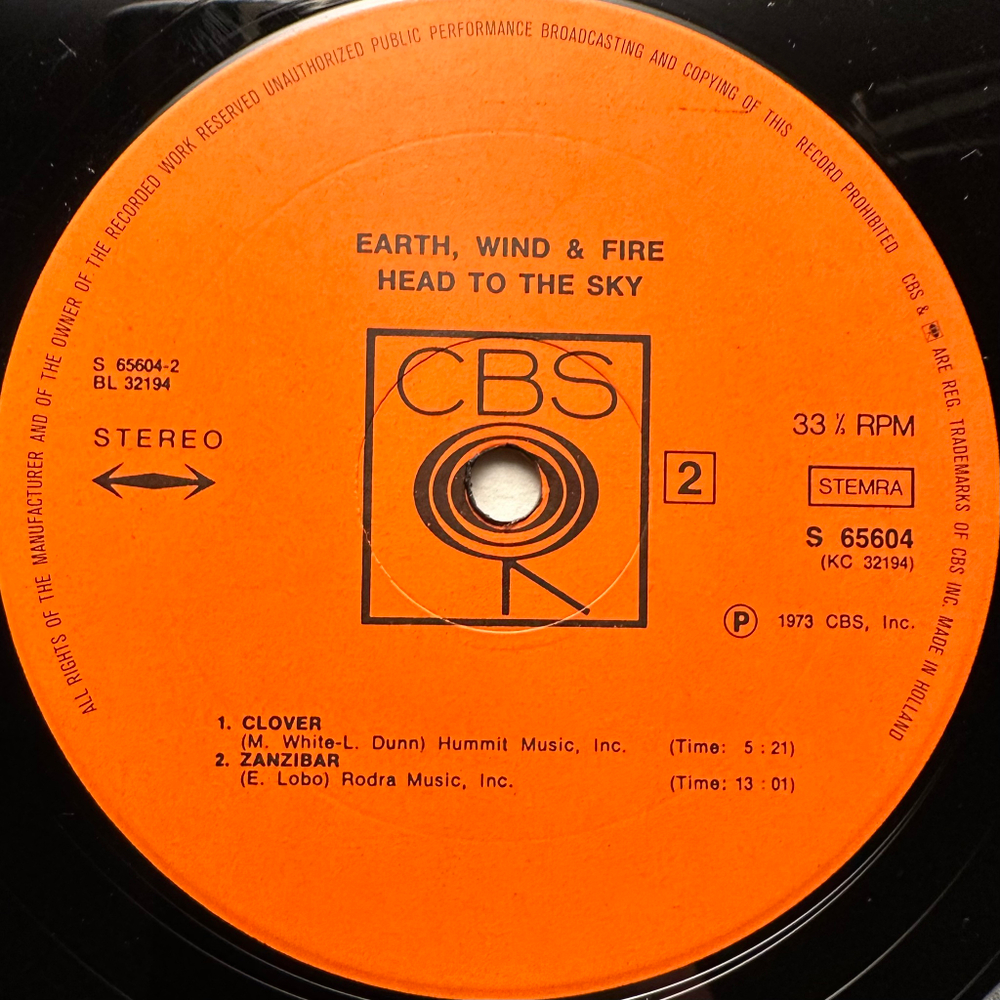 ALL RIGHTS OF THE MANUFACTURER AND OF THE OWNER OF THE RECORDED WORK RESERVED UNAUTHORIZED PUBLIC PERFORMANCE BROADCASTING AND COPYING OF THIS RECORD PROHIBITED CBS & ARE REG. TRADEMARKS OF CBS INC. MADE IN HOLLAND
EARTH, WIND & FIRE
HEAD TO THE SKY
CBS
S 65604-2
BL 32194
STEREO
2
33 ⅓ RPM
STEMRA
S 65604
(KC 32194)
Ⓟ 1973 CBS, Inc.
1. CLOVER
(M. White-L. Dunn) Hummit Music, Inc. (Time: 5 : 21)
2. ZANZIBAR
(E. Lobo) Rodra Music, Inc. (Time: 13 : 01)